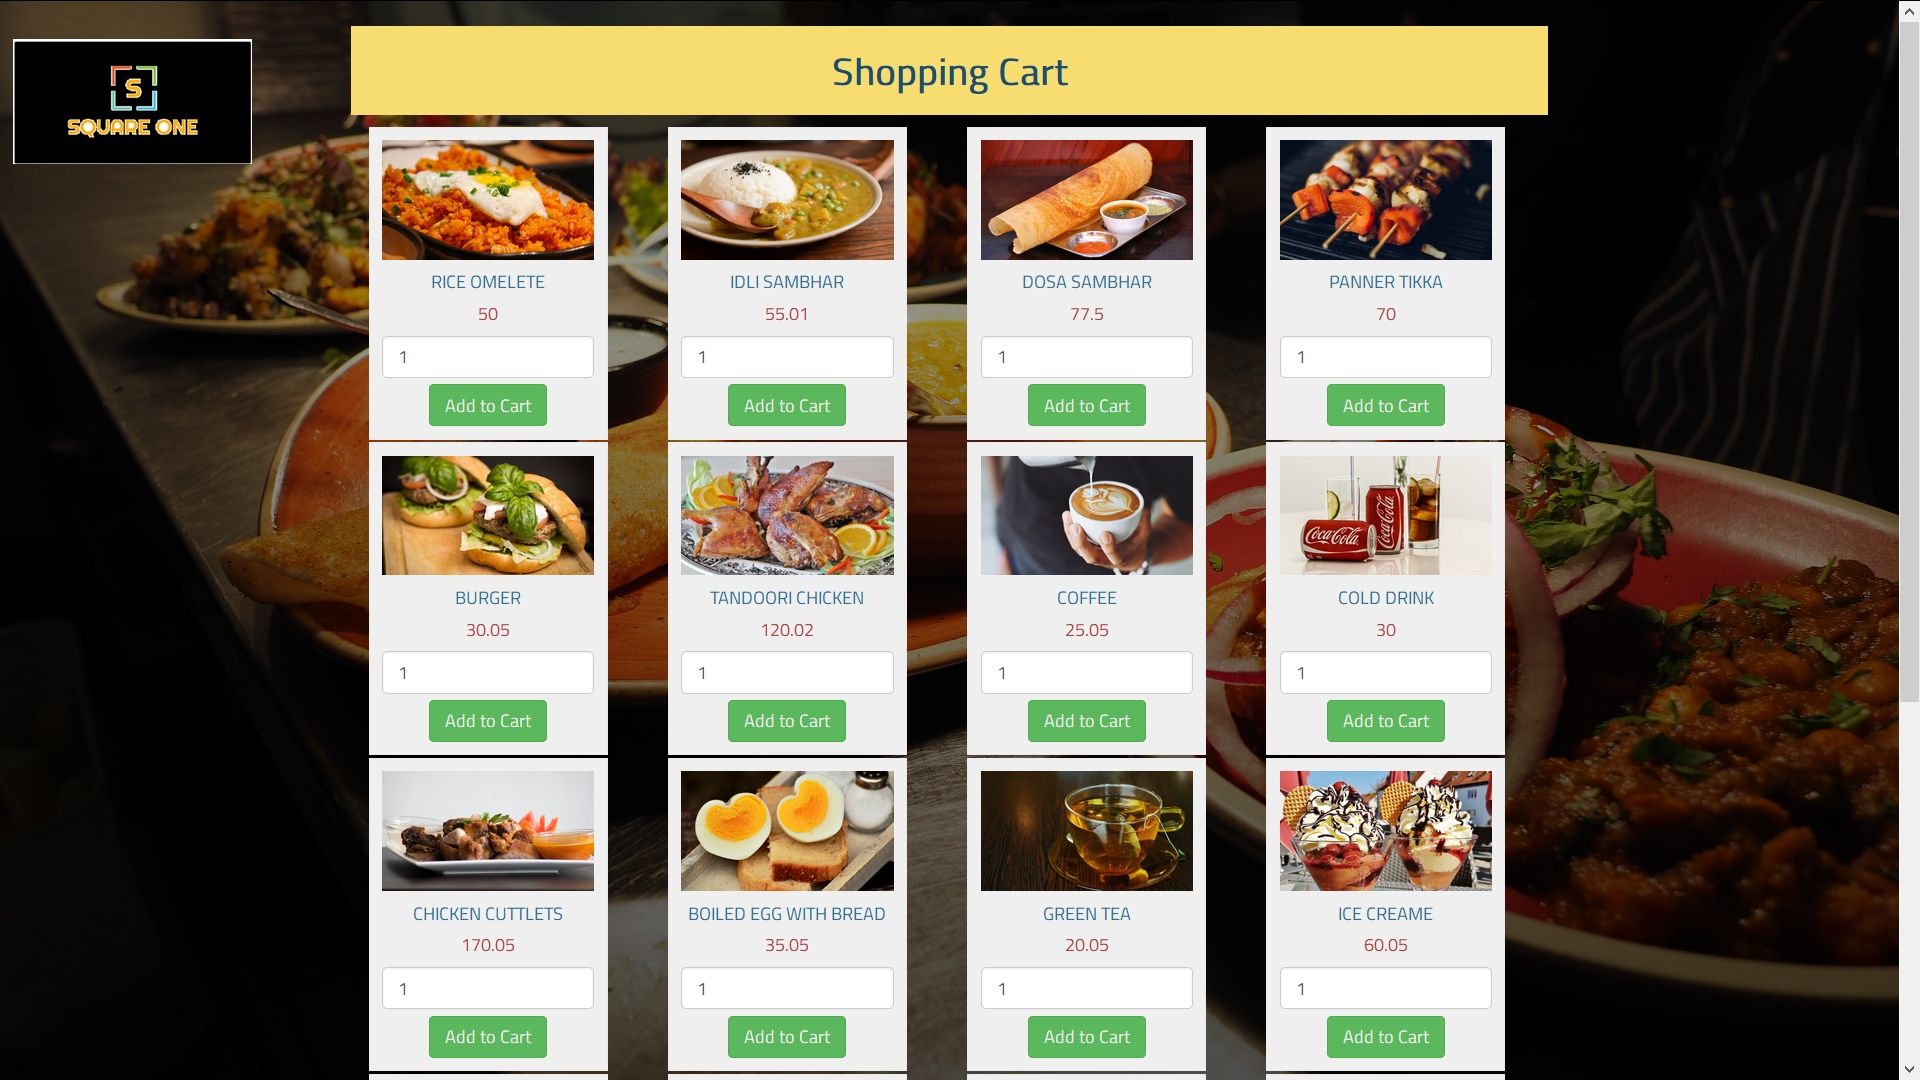 S
SQUARE ONE
Shopping Cart
RICE OMELETE
50
1
Add to Cart
IDLI SAMBHAR
55.01
1
Add to Cart
DOSA SAMBHAR
77.5
1
Add to Cart
PANNER TIKKA
70
1
Add to Cart
BURGER
30.05
1
Add to Cart
TANDOORI CHICKEN
120.02
1
Add to Cart
COFFEE
25.05
1
Add to Cart
Coca-Cola
Coca-Cola
COLD DRINK
30
1
Add to Cart
CHICKEN CUTTLETS
170.05
1
Add to Cart
BOILED EGG WITH BREAD
35.05
1
Add to Cart
GREEN TEA
20.05
1
Add to Cart
ICE CREAME
60.05
1
Add to Cart